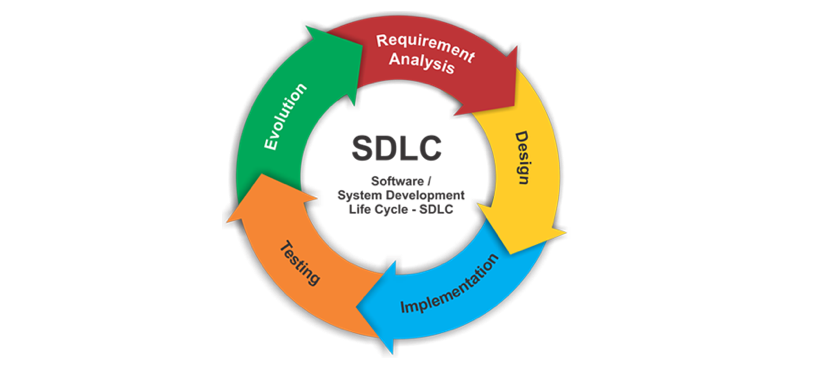 Requirement
Analysis
Design
Implementation
Testing
Evolution
SDLC
Software /
System Development
Life Cycle - SDLC